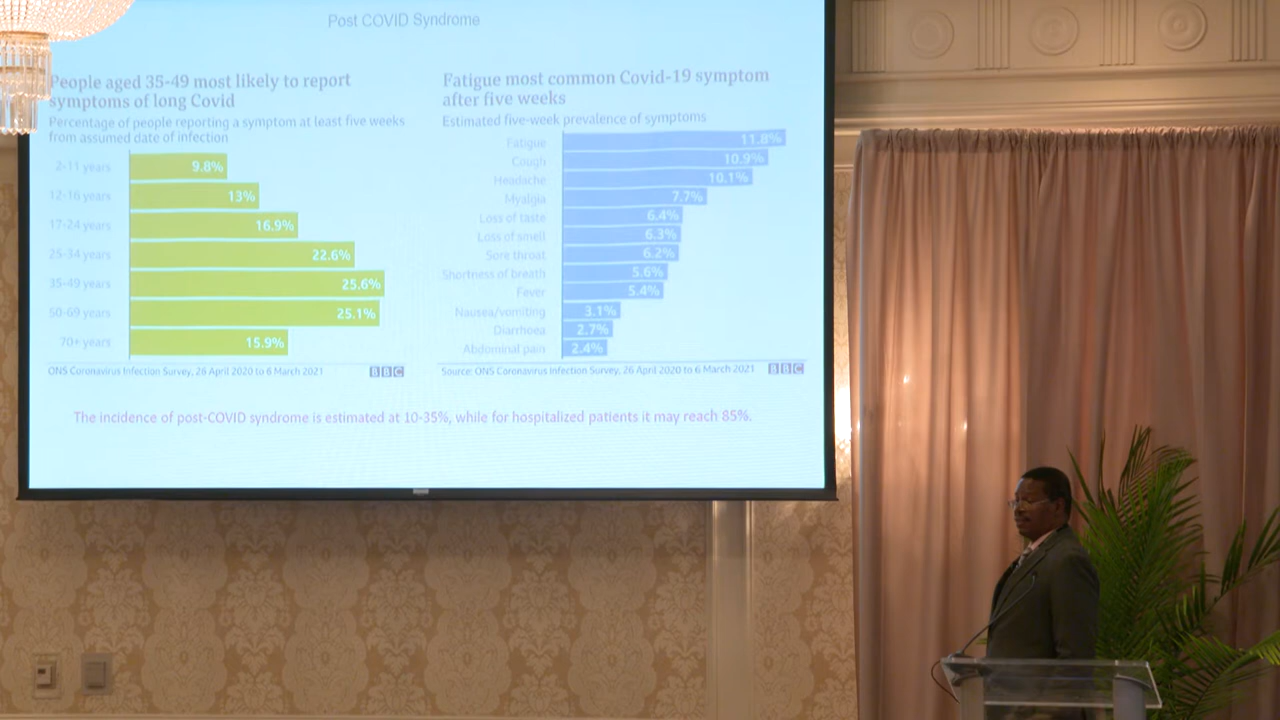 Post COVID Syndrome
People aged 35-49 most likely to report
symptoms of long Covid
Percentage of people reporting a symptom at least five weeks
from assumed date of infection
2-11 years 9.8%
12-16 years 13%
17-24 years 16.9%
25-34 years 22.6%
35-49 years 25.6%
50-69 years 25.1%
70+ years 15.9%
ONS Coronavirus Infection Survey, 26 April 2020 to 6 March 2021 BBC
Fatigue most common Covid-19 symptom
after five weeks
Estimated five-week prevalence of symptoms
Fatigue 11.8%
Cough 10.9%
Headache 10.1%
Myalgia 7.7%
Loss of taste 6.4%
Loss of smell 6.3%
Sore throat 6.2%
Shortness of breath 5.6%
Fever 5.4%
Nausea/vomiting 3.1%
Diarrhoea 2.7%
Abdominal pain 2.4%
Source: ONS Coronavirus Infection Survey, 26 April 2020 to 6 March 2021 BBC
The incidence of post-COVID syndrome is estimated at 10-35%, while for hospitalized patients it may reach 85%.